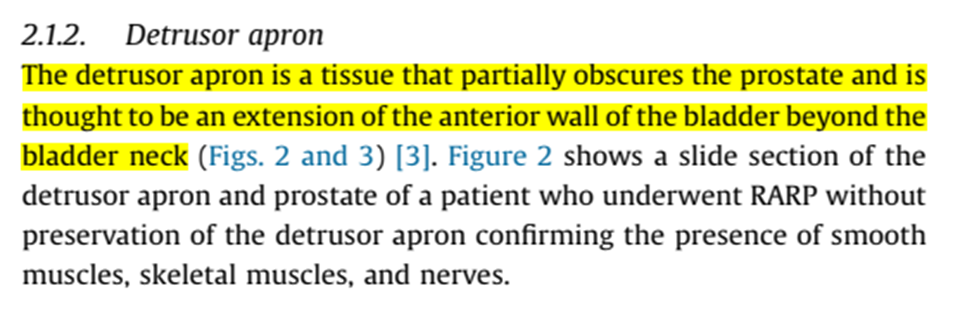 2.1.2. Detrusor apron
The detrusor apron is a tissue that partially obscures the prostate and is
thought to be an extension of the anterior wall of the bladder beyond the
bladder neck (Figs. 2 and 3) [3]. Figure 2 shows a slide section of the
detrusor apron and prostate of a patient who underwent RARP without
preservation of the detrusor apron confirming the presence of smooth
muscles, skeletal muscles, and nerves.